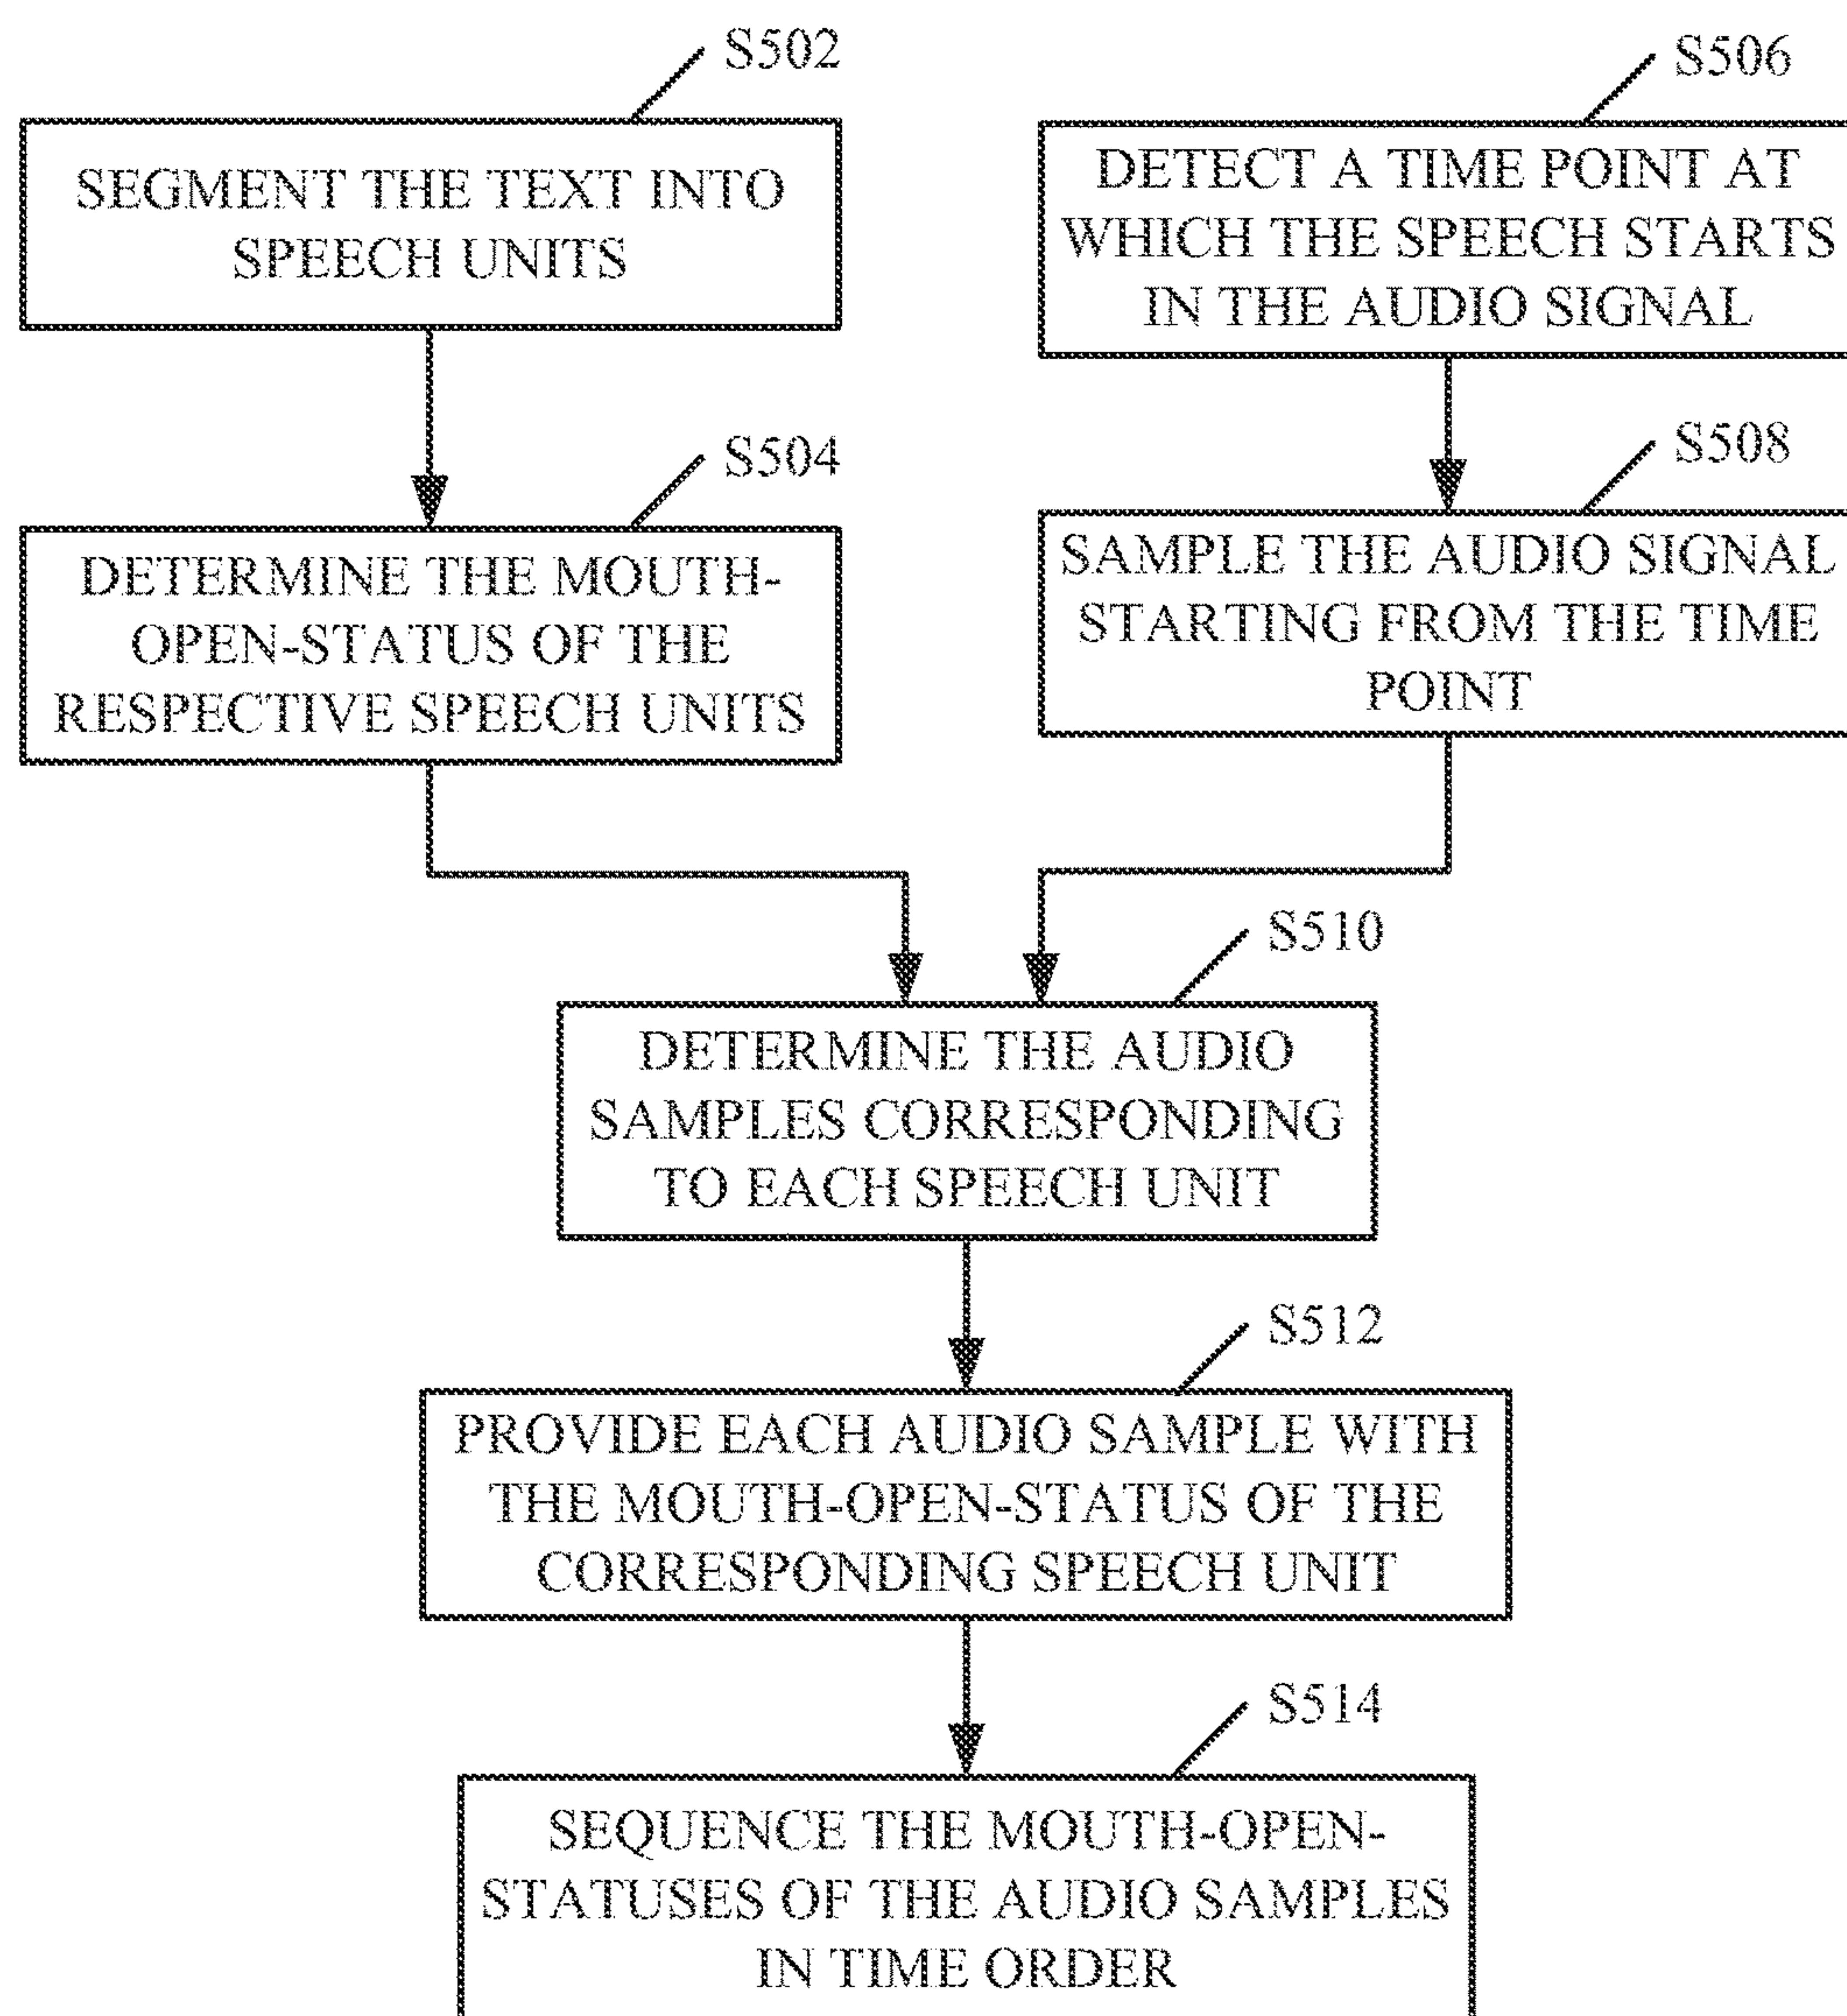 S502
SEGMENT THE TEXT INTO
SPEECH UNITS
S504
DETERMINE THE MOUTH-
OPEN-STATUS OF THE
RESPECTIVE SPEECH UNITS
S506
DETECT A TIME POINT AT
WHICH THE SPEECH STARTS
IN THE AUDIO SIGNAL
S508
SAMPLE THE AUDIO SIGNAL
STARTING FROM THE TIME
POINT
S510
DETERMINE THE AUDIO
SAMPLES CORRESPONDING
TO EACH SPEECH UNIT
S512
PROVIDE EACH AUDIO SAMPLE WITH
THE MOUTH-OPEN-STATUS OF THE
CORRESPONDING SPEECH UNIT
S514
SEQUENCE THE MOUTH-OPEN-
STATUSES OF THE AUDIO SAMPLES
IN TIME ORDER